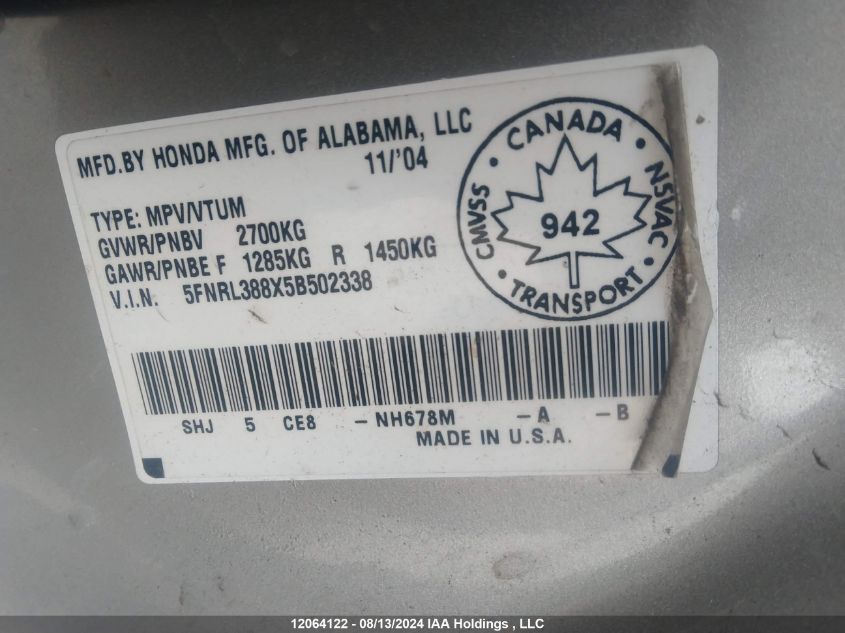 MFD.BY HONDA MFG. OF ALABAMA, LLC
11/'04
TYPE: MPV/VTUM
GVWR/PNBV 2700KG
GAWR/PNBE F 1285KG R 1450KG
V.I.N. 5FNRL388X5B502338
CANADA
CMVSS 942 NSVAC
TRANSPORT
SHJ 5 CE8 -NH678M -A -B
MADE IN U.S.A.
12064122 - 08/13/2024 IAA Holdings , LLC